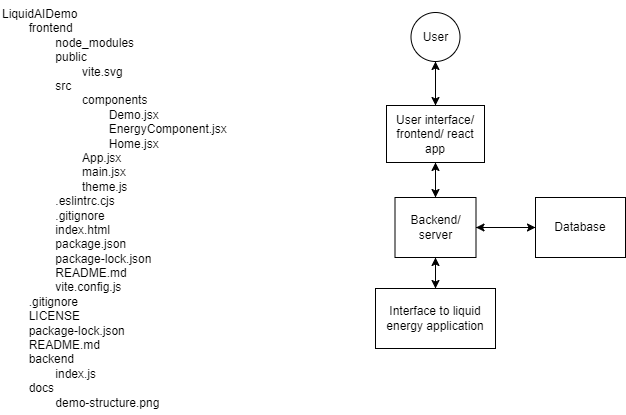 LiquidAIDemo
frontend
node_modules
public
vite.svg
src
components
Demo.jsx
EnergyComponent.jsx
Home.jsx
App.jsx
main.jsx
theme.js
.eslintrc.cjs
.gitignore
index.html
package.json
package-lock.json
README.md
vite.config.js
.gitignore
LICENSE
package-lock.json
README.md
backend
index.js
docs
demo-structure.png
User
User interface/
frontend/ react
app
Backend/
server
Database
Interface to liquid
energy application